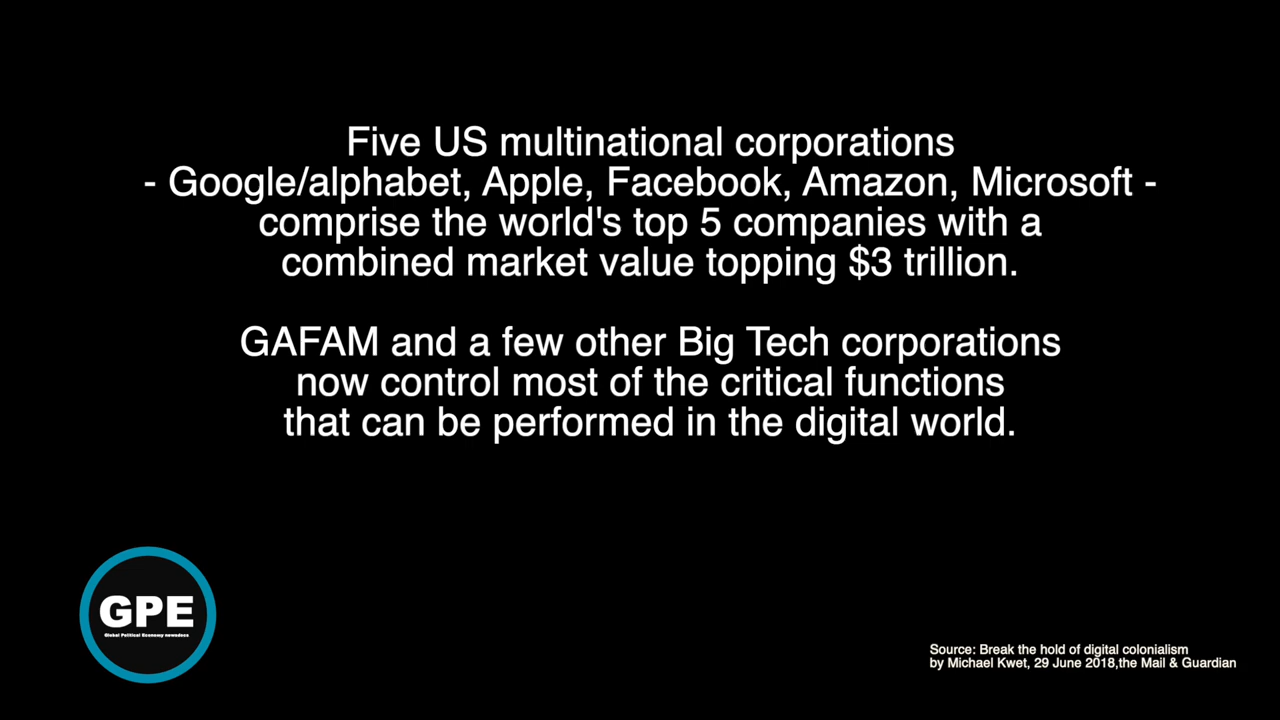 Five US multinational corporations
- Google/alphabet, Apple, Facebook, Amazon, Microsoft -
comprise the world's top 5 companies with a
combined market value topping $3 trillion.
GAFAM and a few other Big Tech corporations
now control most of the critical functions
that can be performed in the digital world.
GPE
Global Political Economy newsdocs
Source: Break the hold of digital colonialism
by Michael Kwet, 29 June 2018,the Mail & Guardian